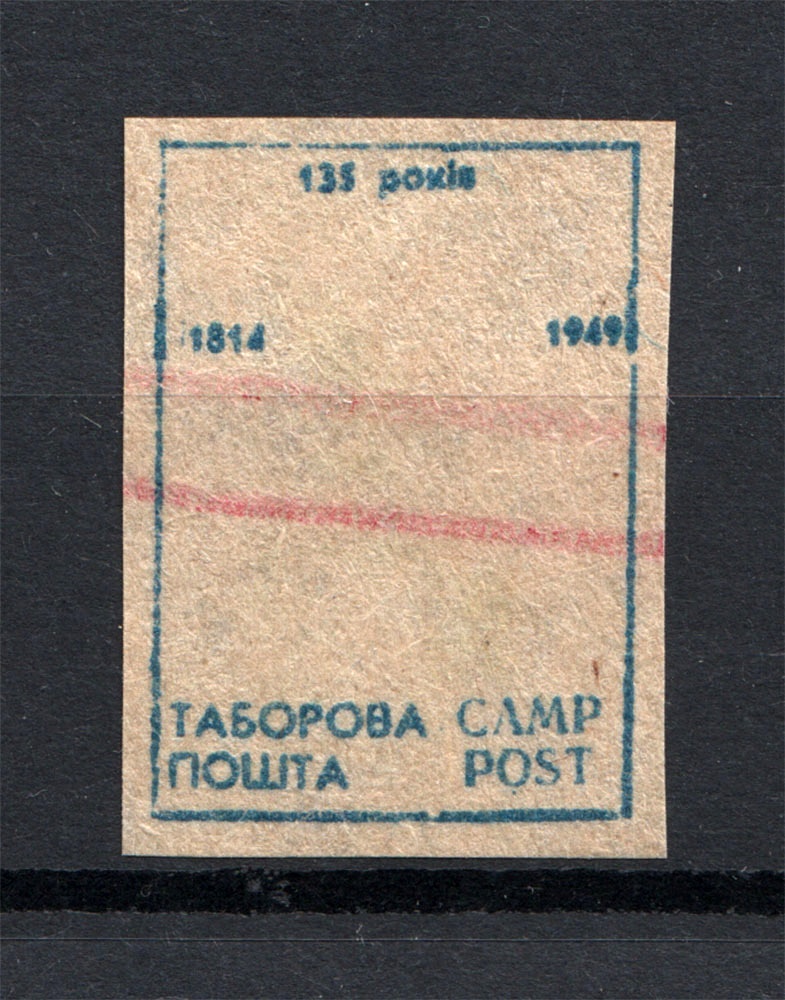 135 років
1814 1949
ТАБОРОВА CAMP
ПОШТА POST